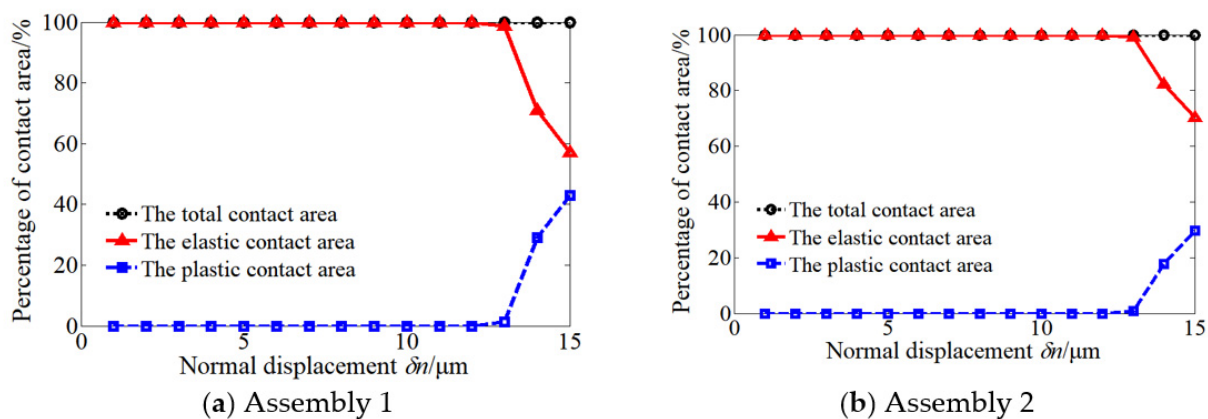 100
80
60
40
20
0
Percentage of contact area/%
The total contact area
The elastic contact area
The plastic contact area
0
5
10
15
Normal displacement δn/μm
(a) Assembly 1
100
80
60
40
20
0
Percentage of contact area/%
The total contact area
The elastic contact area
The plastic contact area
0
5
10
15
Normal displacement δn/μm
(b) Assembly 2